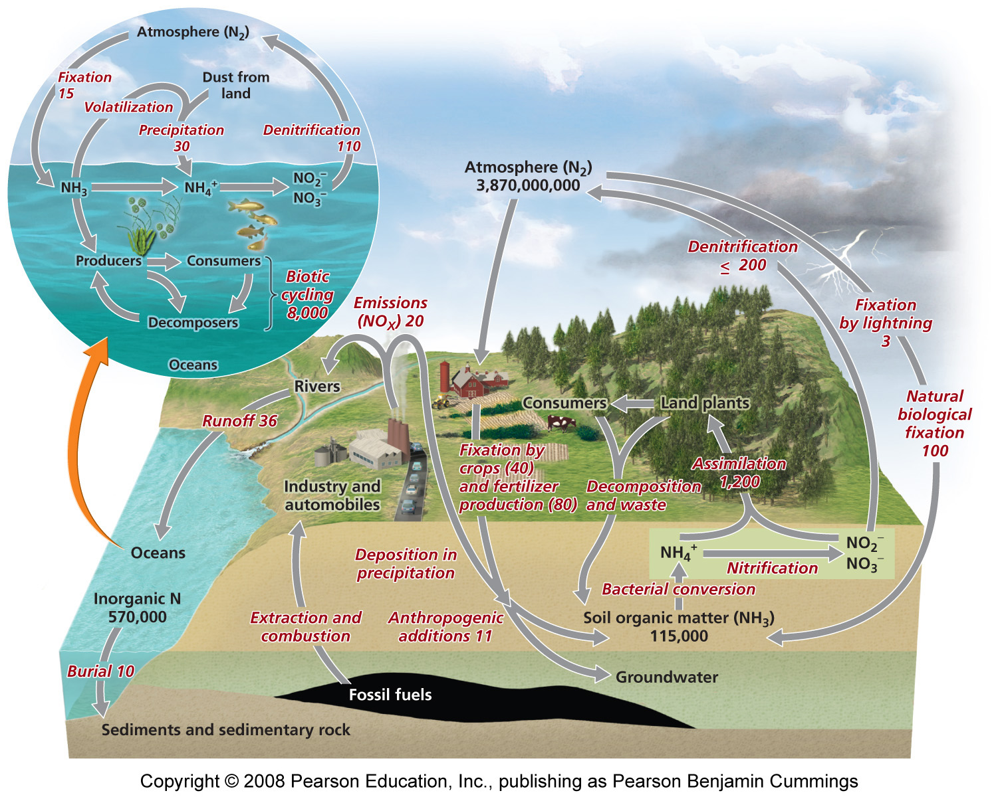 Atmosphere (N₂)
Fixation
15
Dust from
land
Volatilization
Precipitation
30
Denitrification
110
NH₃
NH₄⁺
NO₂⁻
NO₃⁻
Producers
Consumers
Biotic
cycling
8,000
Decomposers
Oceans
Atmosphere (N₂)
3,870,000,000
Denitrification
≤ 200
Fixation
by lightning
3
Natural
biological
fixation
100
Emissions
(NOₓ) 20
Rivers
Runoff 36
Consumers
Land plants
Fixation by
crops (40)
and fertilizer
production (80)
Assimilation
1,200
Decomposition
and waste
Industry and
automobiles
Oceans
Deposition in
precipitation
NH₄⁺
NO₂⁻
NO₃⁻
Nitrification
Bacterial conversion
Inorganic N
570,000
Extraction and
combustion
Anthropogenic
additions 11
Soil organic matter (NH₃)
115,000
Burial 10
Groundwater
Fossil fuels
Sediments and sedimentary rock
Copyright © 2008 Pearson Education, Inc., publishing as Pearson Benjamin Cummings